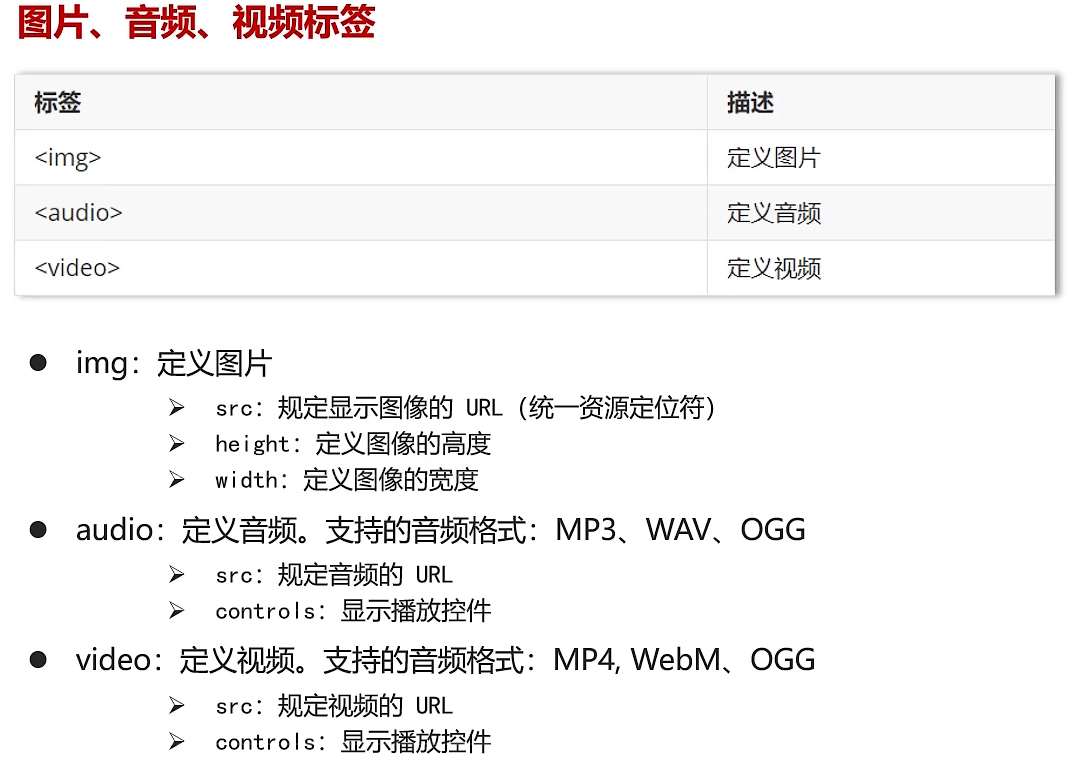 图片、音频、视频标签
标签 描述
<img> 定义图片
<audio> 定义音频
<video> 定义视频
● img：定义图片
➢ src：规定显示图像的 URL（统一资源定位符）
➢ height：定义图像的高度
➢ width：定义图像的宽度
● audio：定义音频。支持的音频格式：MP3、WAV、OGG
➢ src：规定音频的 URL
➢ controls：显示播放控件
● video：定义视频。支持的音频格式：MP4, WebM、OGG
➢ src：规定视频的 URL
➢ controls：显示播放控件